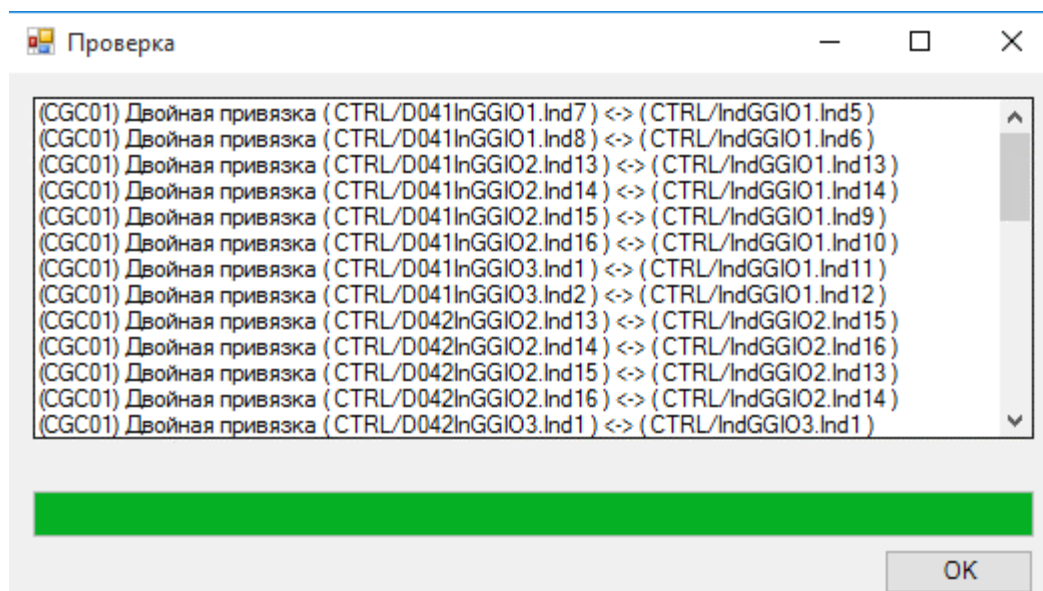 Проверка
(CGC01) Двойная привязка ( CTRL/D041InGGIO1.Ind7 ) <-> ( CTRL/IndGGIO1.Ind5 )
(CGC01) Двойная привязка ( CTRL/D041InGGIO1.Ind8 ) <-> ( CTRL/IndGGIO1.Ind6 )
(CGC01) Двойная привязка ( CTRL/D041InGGIO2.Ind13 ) <-> ( CTRL/IndGGIO1.Ind13 )
(CGC01) Двойная привязка ( CTRL/D041InGGIO2.Ind14 ) <-> ( CTRL/IndGGIO1.Ind14 )
(CGC01) Двойная привязка ( CTRL/D041InGGIO2.Ind15 ) <-> ( CTRL/IndGGIO1.Ind9 )
(CGC01) Двойная привязка ( CTRL/D041InGGIO2.Ind16 ) <-> ( CTRL/IndGGIO1.Ind10 )
(CGC01) Двойная привязка ( CTRL/D041InGGIO3.Ind1 ) <-> ( CTRL/IndGGIO1.Ind11 )
(CGC01) Двойная привязка ( CTRL/D041InGGIO3.Ind2 ) <-> ( CTRL/IndGGIO1.Ind12 )
(CGC01) Двойная привязка ( CTRL/D042InGGIO2.Ind13 ) <-> ( CTRL/IndGGIO2.Ind15 )
(CGC01) Двойная привязка ( CTRL/D042InGGIO2.Ind14 ) <-> ( CTRL/IndGGIO2.Ind16 )
(CGC01) Двойная привязка ( CTRL/D042InGGIO2.Ind15 ) <-> ( CTRL/IndGGIO2.Ind13 )
(CGC01) Двойная привязка ( CTRL/D042InGGIO2.Ind16 ) <-> ( CTRL/IndGGIO2.Ind14 )
(CGC01) Двойная привязка ( CTRL/D042InGGIO3.Ind1 ) <-> ( CTRL/IndGGIO3.Ind1 )
OK